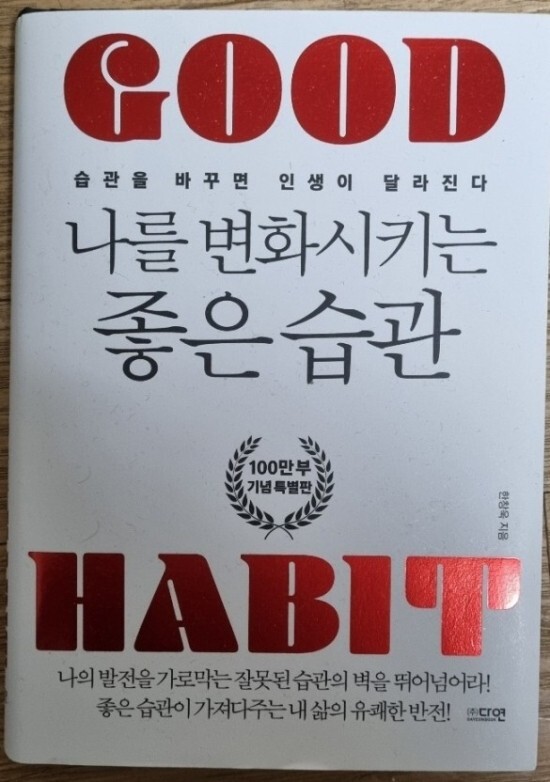 GOOD
습관을 바꾸면 인생이 달라진다
나를 변화시키는
좋은 습관
100만 부
기념 특별판
한창욱 지음
HABIT
나의 발전을 가로막는 잘못된 습관의 벽을 뛰어넘어라!
좋은 습관이 가져다주는 내 삶의 유쾌한 반전!
㈜다연